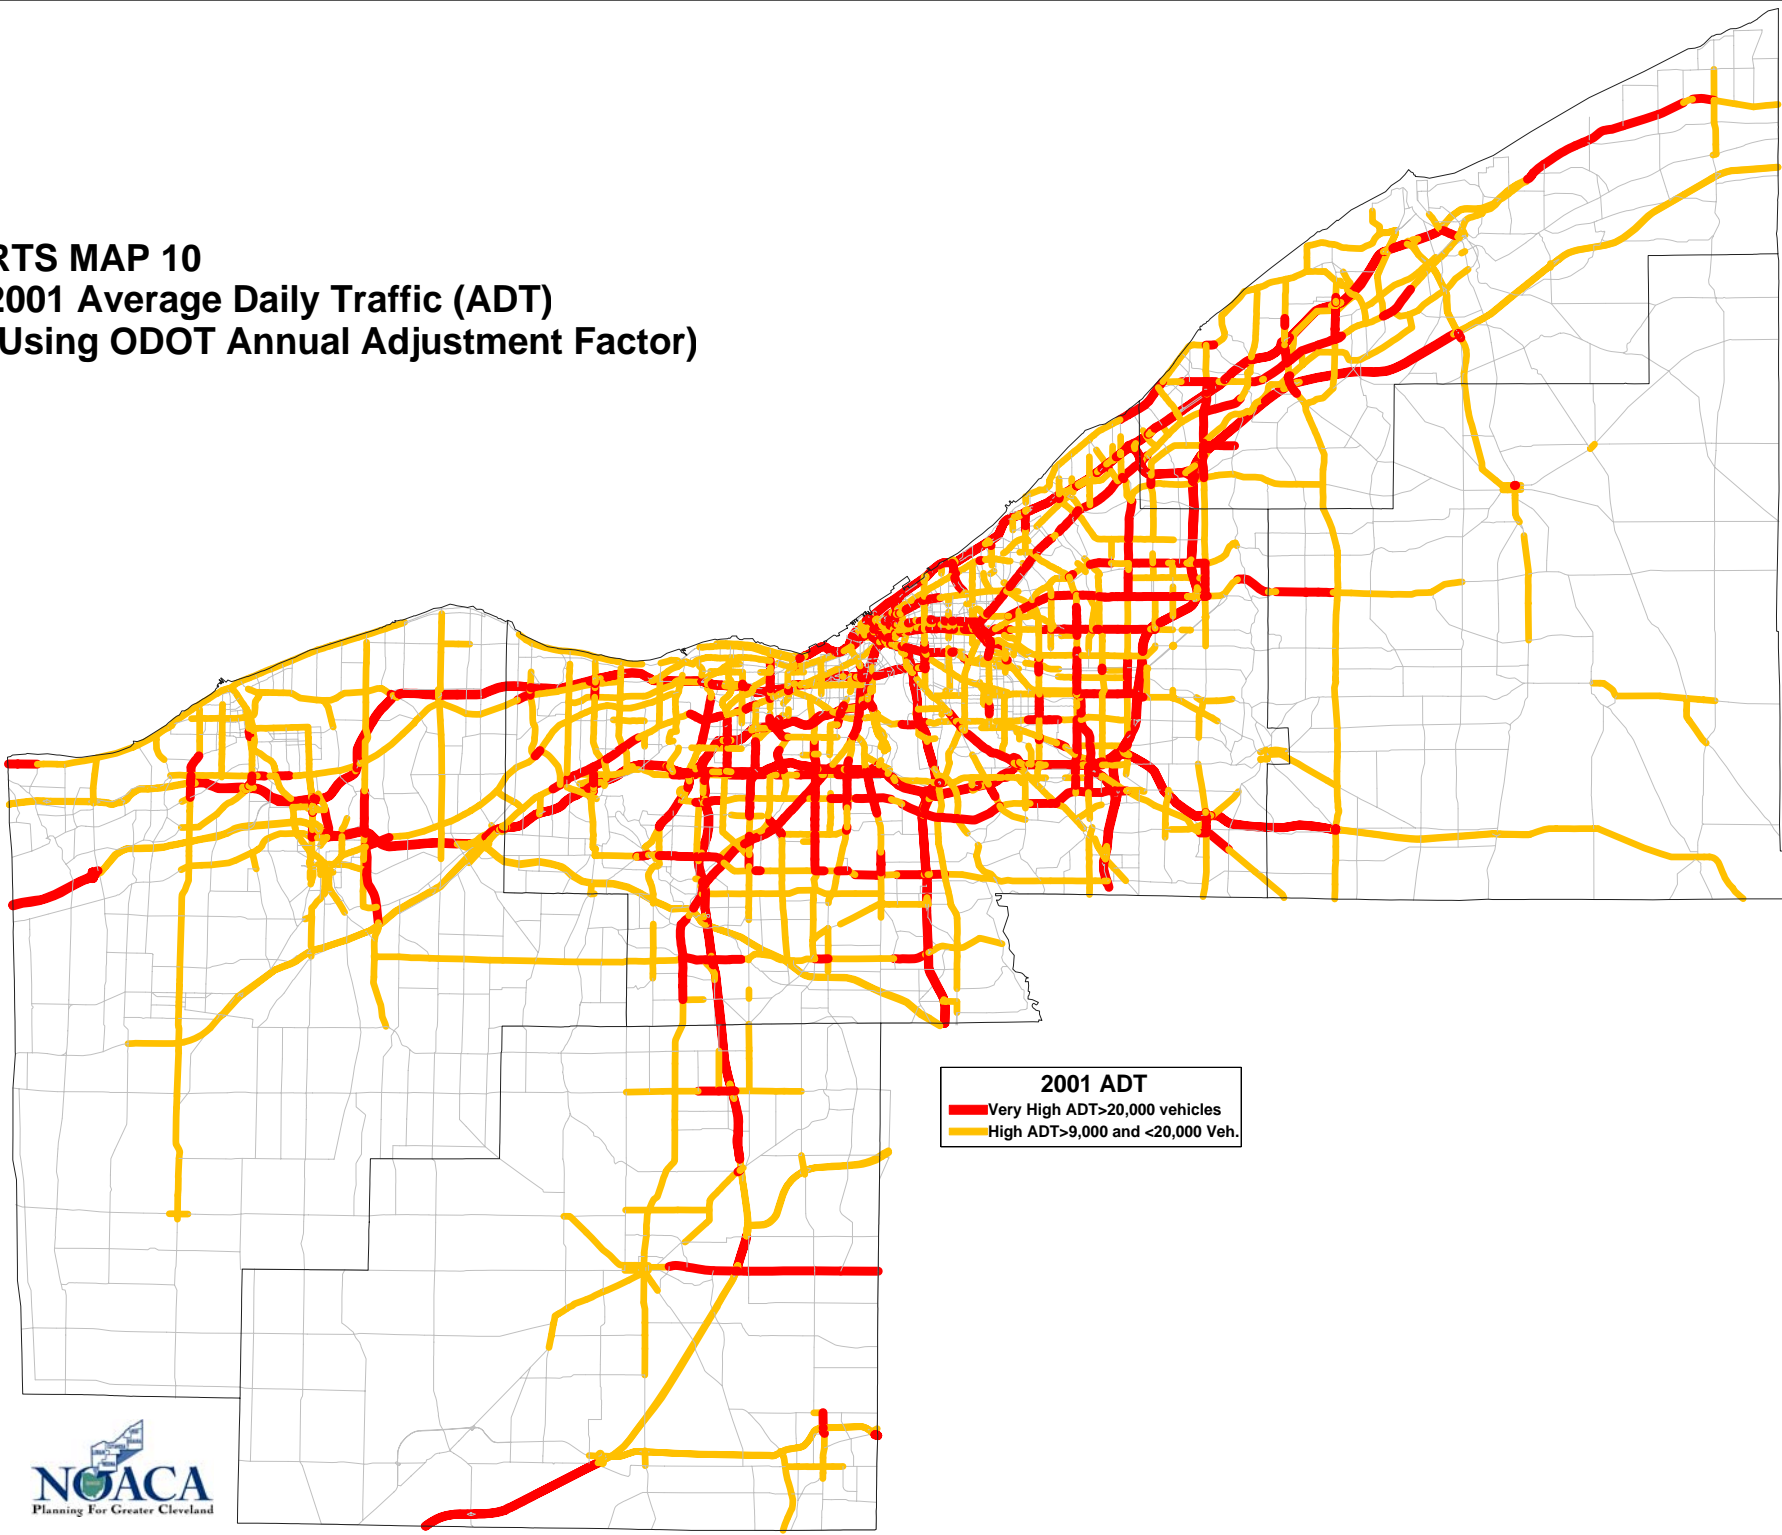 RTS MAP 10
2001 Average Daily Traffic (ADT)
(Using ODOT Annual Adjustment Factor)
2001 ADT
Very High ADT>20,000 vehicles
High ADT>9,000 and <20,000 Veh.
NOACA
Planning For Greater Cleveland